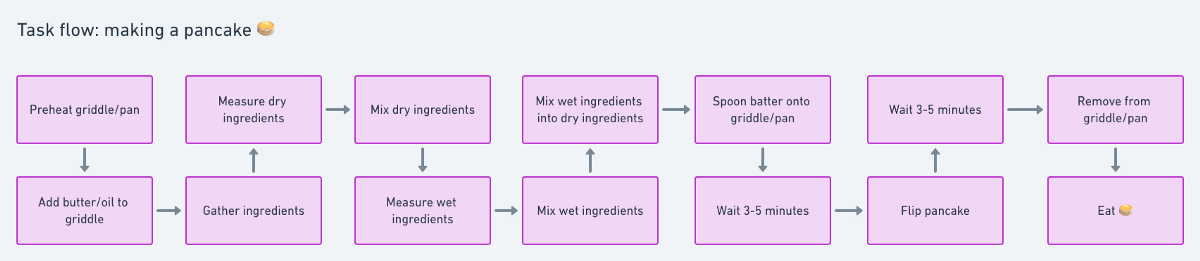 Task flow: making a pancake 🥞
Preheat griddle/pan
Add butter/oil to
griddle
Gather ingredients
Measure dry
ingredients
Mix dry ingredients
Measure wet
ingredients
Mix wet ingredients
Mix wet ingredients
into dry ingredients
Spoon batter onto
griddle/pan
Wait 3-5 minutes
Flip pancake
Wait 3-5 minutes
Remove from
griddle/pan
Eat 🥞